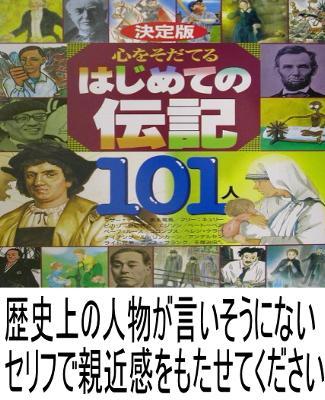 決定版
心をそだてる
はじめての
伝記
101人
歴史上の人物が言いそうにない
セリフで親近感をもたせてください